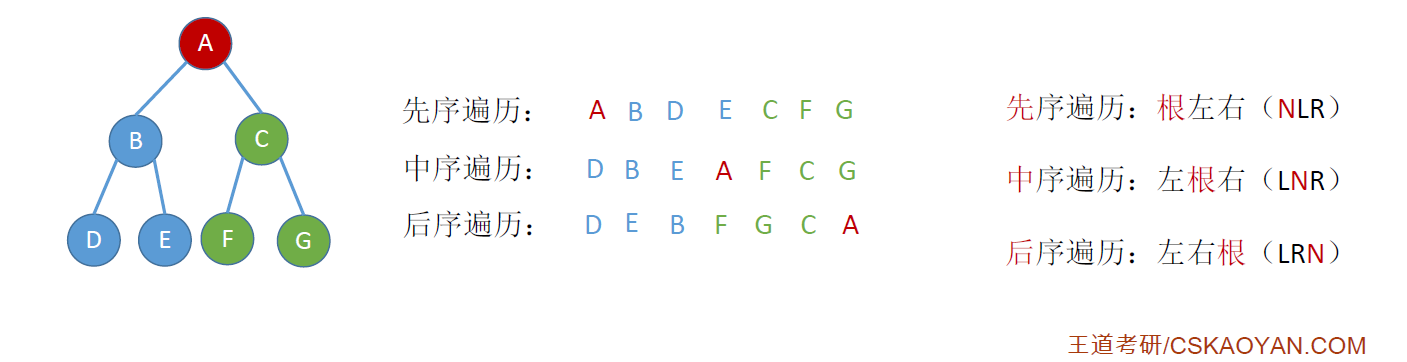 A
B
C
D E F G
先序遍历： A B D E C F G
中序遍历： D B E A F C G
后序遍历： D E B F G C A
先序遍历：根左右（NLR）
中序遍历：左根右（LNR）
后序遍历：左右根（LRN）
王道考研/CSKAOYAN.COM